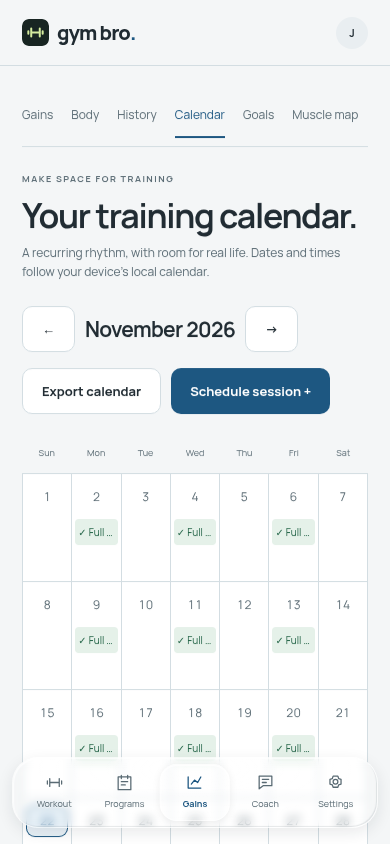 gym bro.
J
Gains Body History Calendar Goals Muscle map
MAKE SPACE FOR TRAINING
Your training calendar.
A recurring rhythm, with room for real life. Dates and times
follow your device's local calendar.
← November 2026 →
Export calendar Schedule session +
Sun Mon Tue Wed Thu Fri Sat
1 2 3 4 5 6 7
✓ Full ... ✓ Full ... ✓ Full ...
8 9 10 11 12 13 14
✓ Full ... ✓ Full ... ✓ Full ...
15 16 17 18 19 20 21
✓ Full ... ✓ Full ... ✓ Full ...
Workout Programs Gains Coach Settings